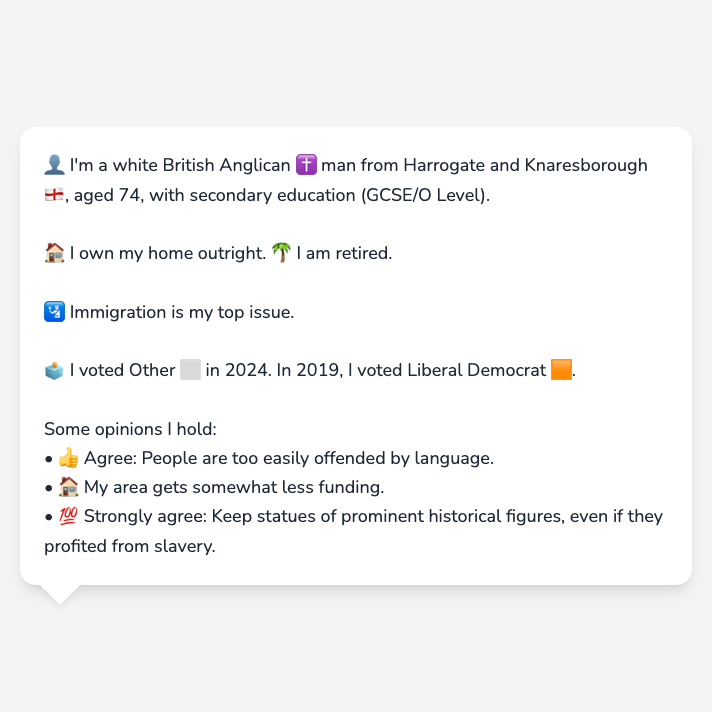 👤 I'm a white British Anglican ✝️ man from Harrogate and Knaresborough
🏴󠁧󠁢󠁥󠁮󠁧󠁿, aged 74, with secondary education (GCSE/O Level).
🏠 I own my home outright. 🌴 I am retired.
🛂 Immigration is my top issue.
🗳️ I voted Other ⬜ in 2024. In 2019, I voted Liberal Democrat 🟧.
Some opinions I hold:
• 👍 Agree: People are too easily offended by language.
• 🏠 My area gets somewhat less funding.
• 💯 Strongly agree: Keep statues of prominent historical figures, even if they
profited from slavery.